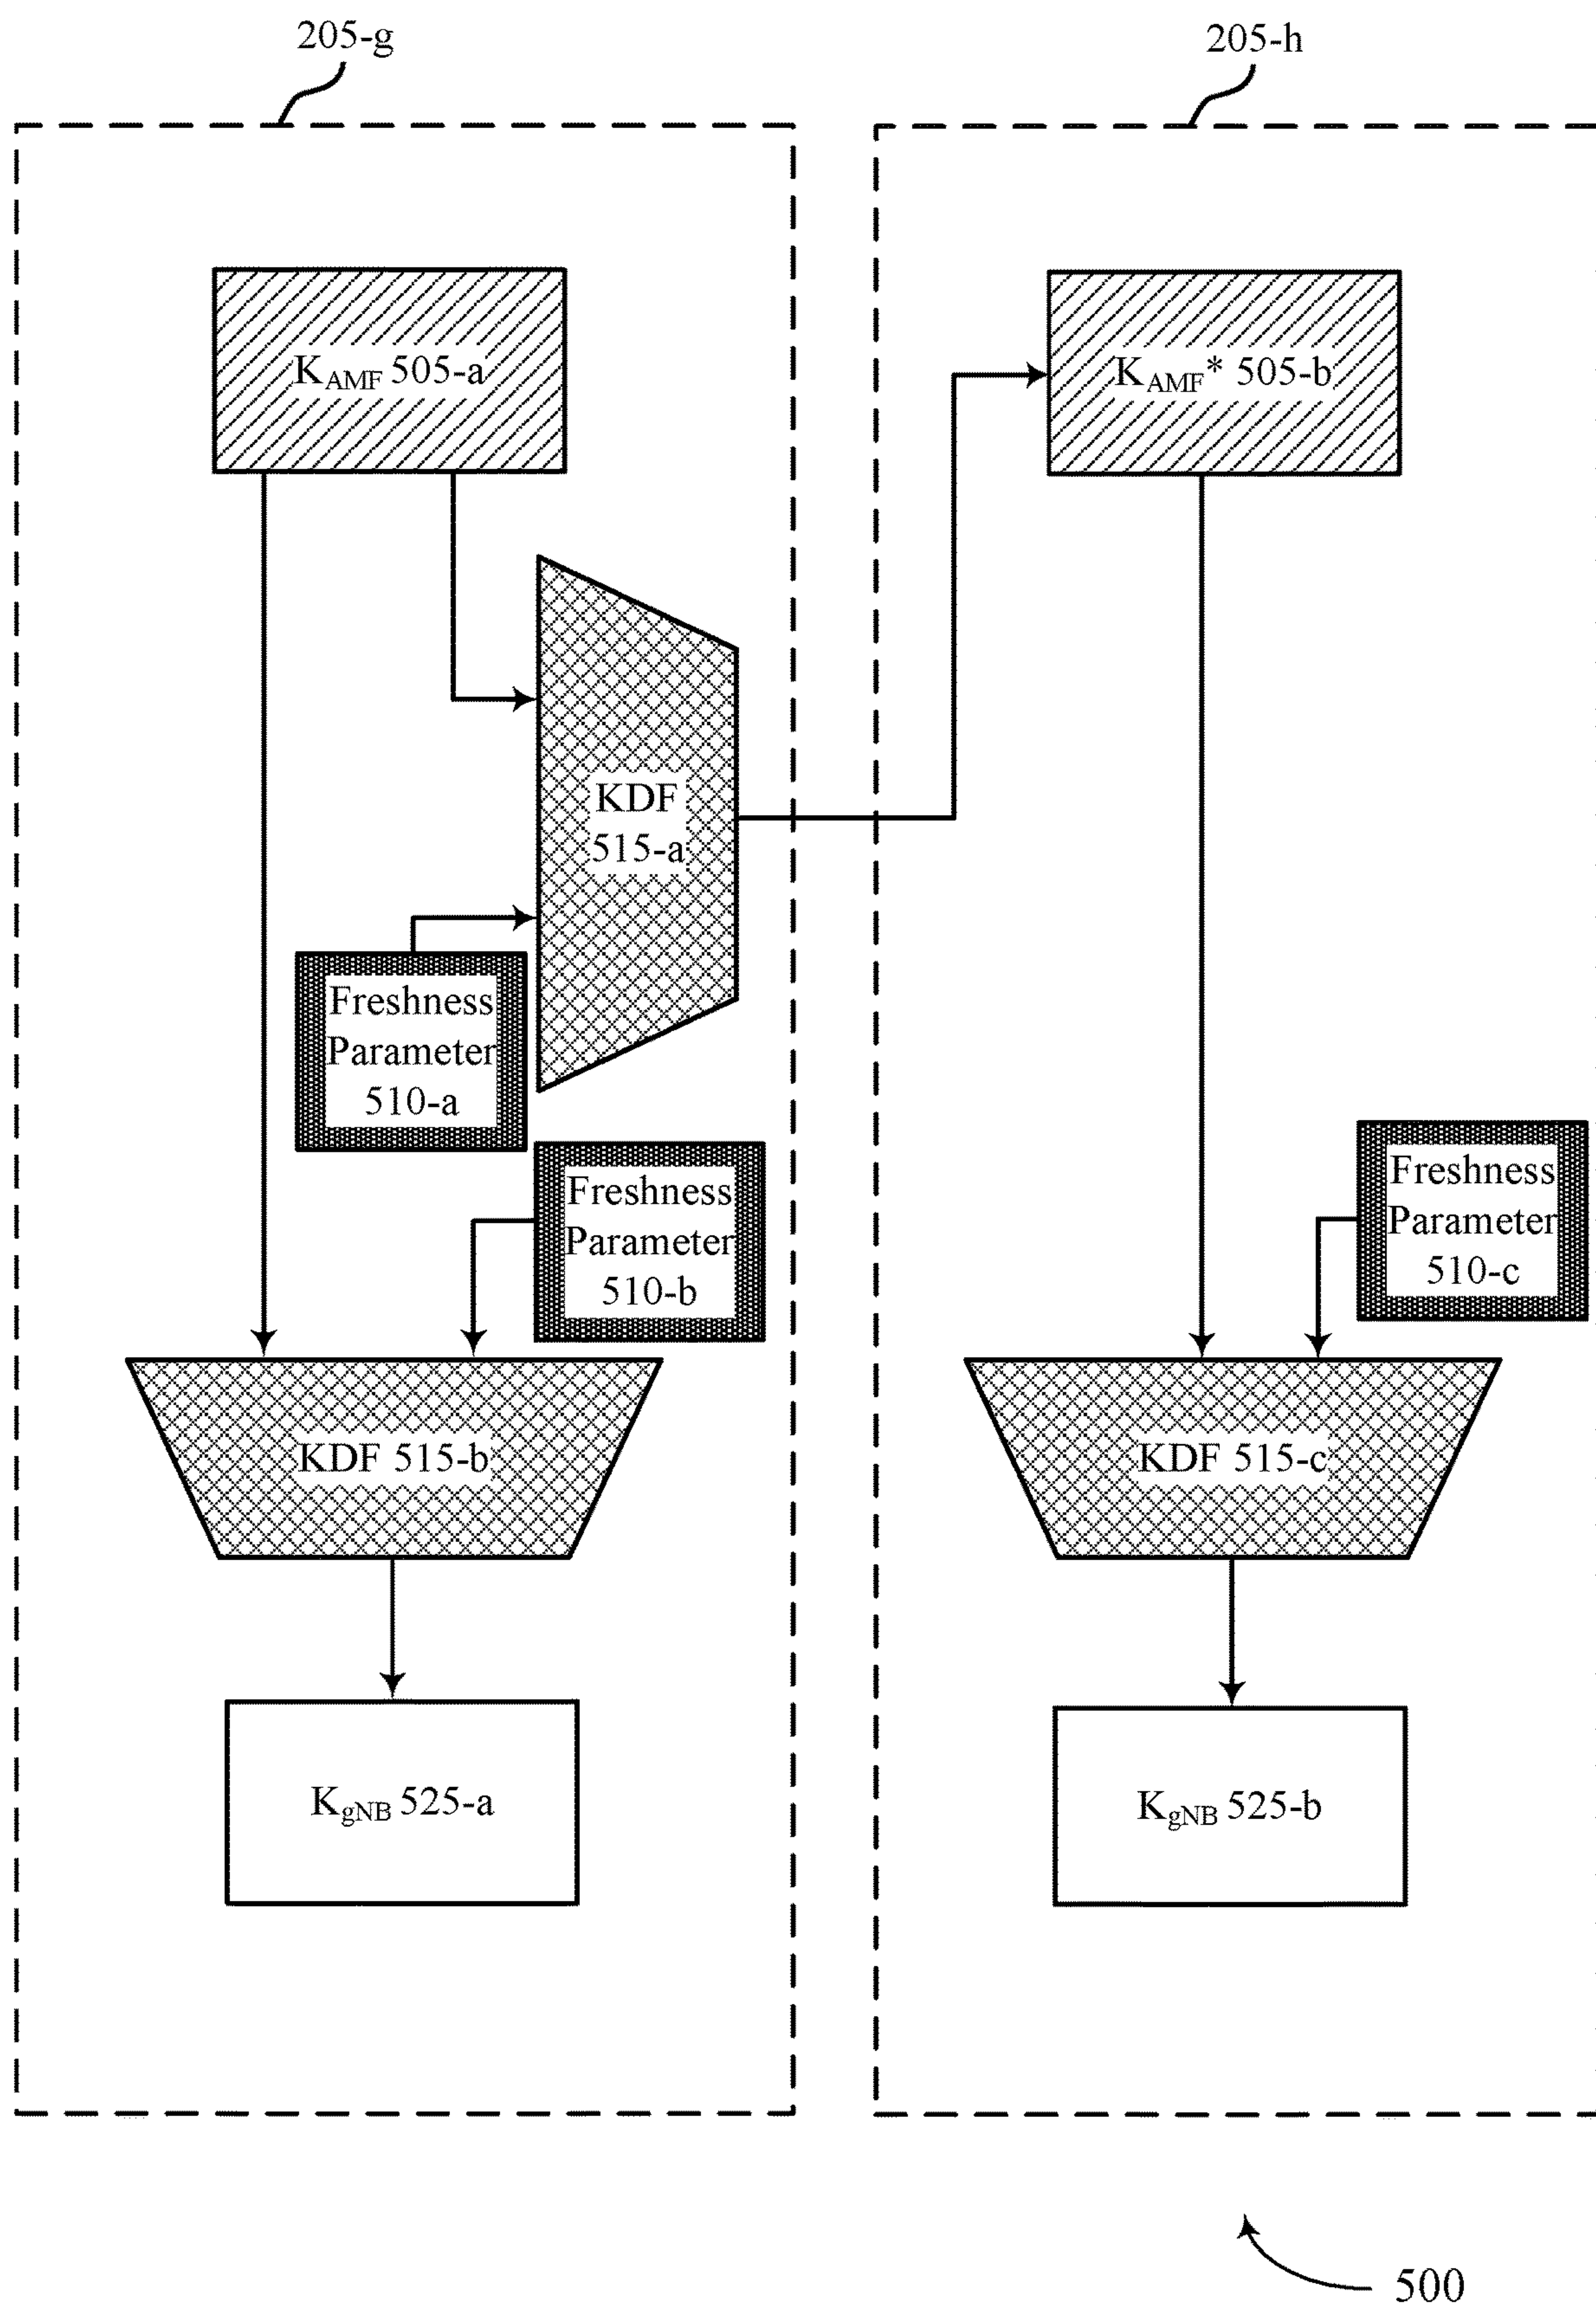 205-g
205-h
KAMF 505-a
KAMF* 505-b
KDF
515-a
Freshness
Parameter
510-a
Freshness
Parameter
510-b
Freshness
Parameter
510-c
KDF 515-b
KDF 515-c
KgNB 525-a
KgNB 525-b
500